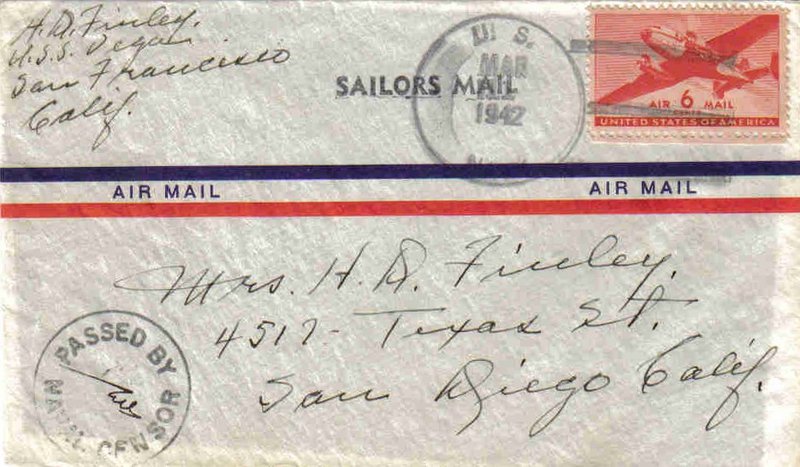 H. D. Finley.
U.S.S. Vega
San Francisco
Calif.
SAILORS MAIL
U. S.
MAR
1942
AIR 6 MAIL
CENTS
UNITED STATES OF AMERICA
AIR MAIL
AIR MAIL
Mrs. H. D. Finley.
4517- Texas St.
San Diego Calif.
PASSED BY
NAVAL CENSOR